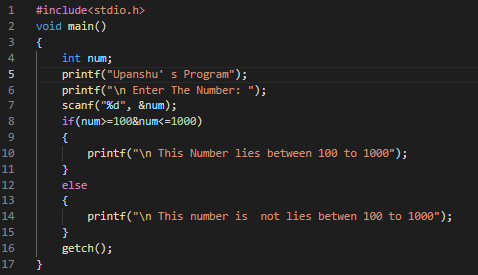 1 #include<stdio.h>
2 void main()
3 {
4 int num;
5 printf("Upanshu' s Program");
6 printf("\n Enter The Number: ");
7 scanf("%d", &num);
8 if(num>=100&num<=1000)
9 {
10 printf("\n This Number lies between 100 to 1000");
11 }
12 else
13 {
14 printf("\n This number is  not lies betwen 100 to 1000");
15 }
16 getch();
17 }